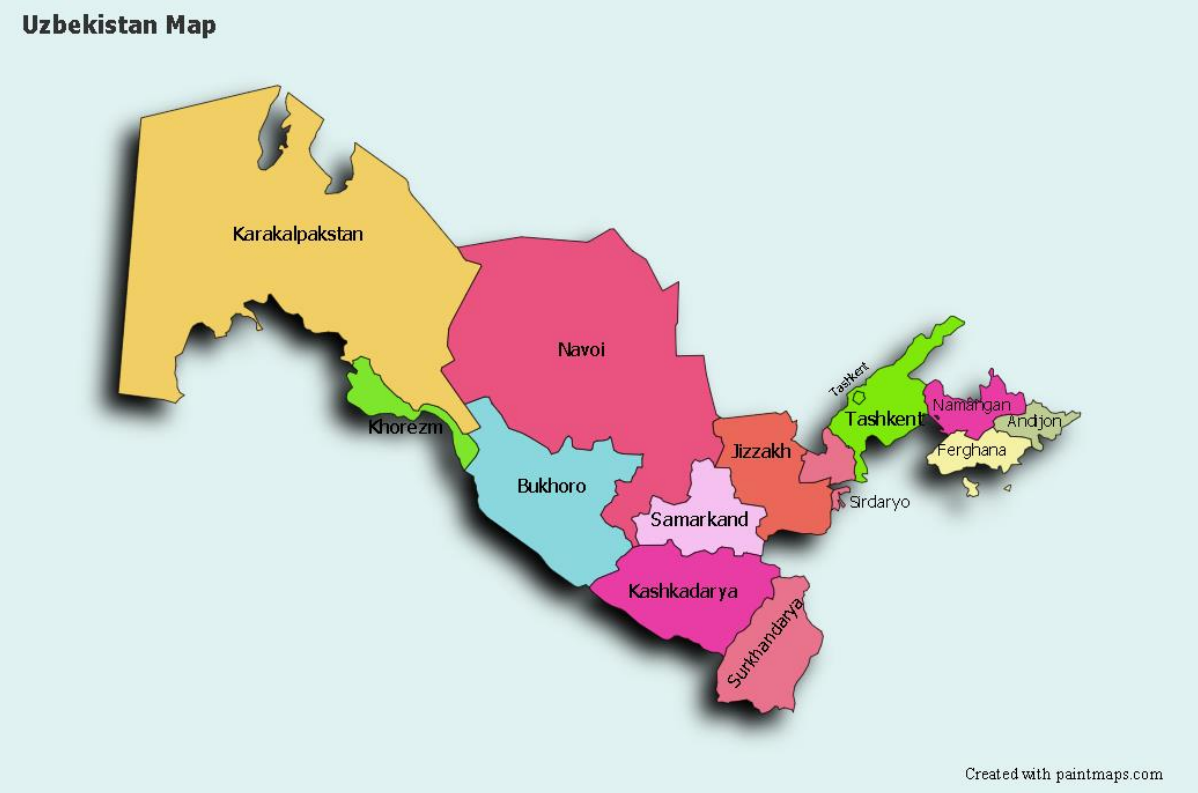 Uzbekistan Map
Karakalpakstan
Navoi
Tashkent
Tashkent
Namangan
Andijon
Khorezm
Jizzakh
Ferghana
Bukhoro
Sirdaryo
Samarkand
Kashkadarya
Surkhandarya
Created with paintmaps.com